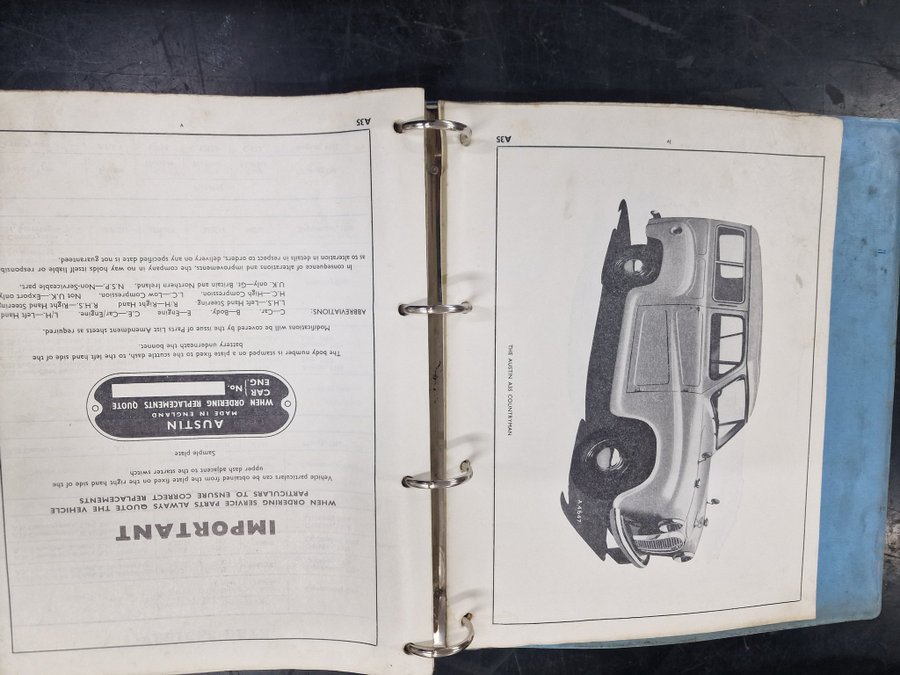 A4647
THE AUSTIN A35 COUNTRYMAN
iv
A35
IMPORTANT
WHEN ORDERING SERVICE PARTS ALWAYS QUOTE THE VEHICLE
PARTICULARS TO ENSURE CORRECT REPLACEMENTS
Vehicle particulars can be obtained from the plate fixed on the right hand side of the
upper dash adjacent to the starter switch
Sample plate
AUSTIN
MADE IN ENGLAND
WHEN ORDERING REPLACEMENTS QUOTE
CAR
ENG } No.
The body number is stamped on a plate fixed to the scuttle dash, to the left hand side of the
battery underneath the bonnet.
Modifications will be covered by the issue of Parts List Amendment sheets as required.
ABBREVIATIONS: C—Car. B—Body. E—Engine C.E.—Car/Engine. L/H.—Left Hand
L.H.S.—Left Hand Steering R/H—Right Hand R.H.S.—Right Hand Steering
H.C.—High Compression. L.C.—Low Compression. Not U.K.—Export only
U.K. only—Gt. Britain and Northern Ireland. N.S.P.—Non-Serviceable part.
In consequence of alterations and improvements, the company in no way holds itself liable or responsib
as to alteration in details in respect to orders, delivery on any specified date is not guaranteed.
A35
v